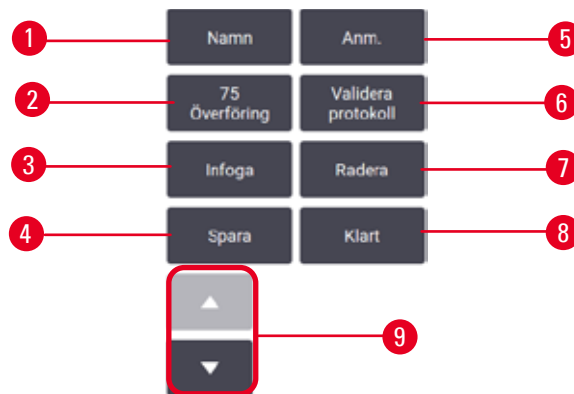 1
Namn
Anm.
5
2
75
Överföring
Validera
protokoll
6
3
Infoga
Radera
7
4
Spara
Klart
8
9